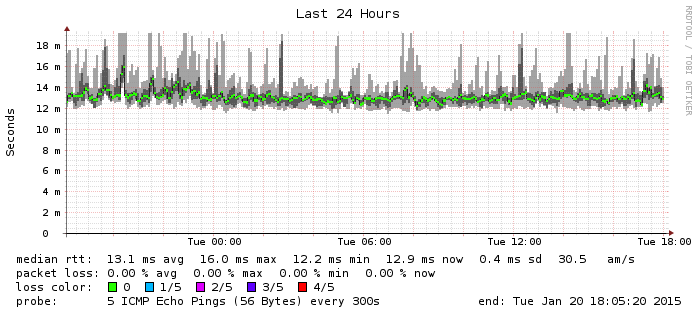 Last 24 Hours
RRDTOOL / TOBI OETIKER
Seconds
18 m
16 m
14 m
12 m
10 m
8 m
6 m
4 m
2 m
0
Tue 00:00 Tue 06:00 Tue 12:00 Tue 18:00
median rtt: 13.1 ms avg 16.0 ms max 12.2 ms min 12.9 ms now 0.4 ms sd 30.5 am/s
packet loss: 0.00 % avg 0.00 % max 0.00 % min 0.00 % now
loss color: 0 1/5 2/5 3/5 4/5
probe: 5 ICMP Echo Pings (56 Bytes) every 300s end: Tue Jan 20 18:05:20 2015